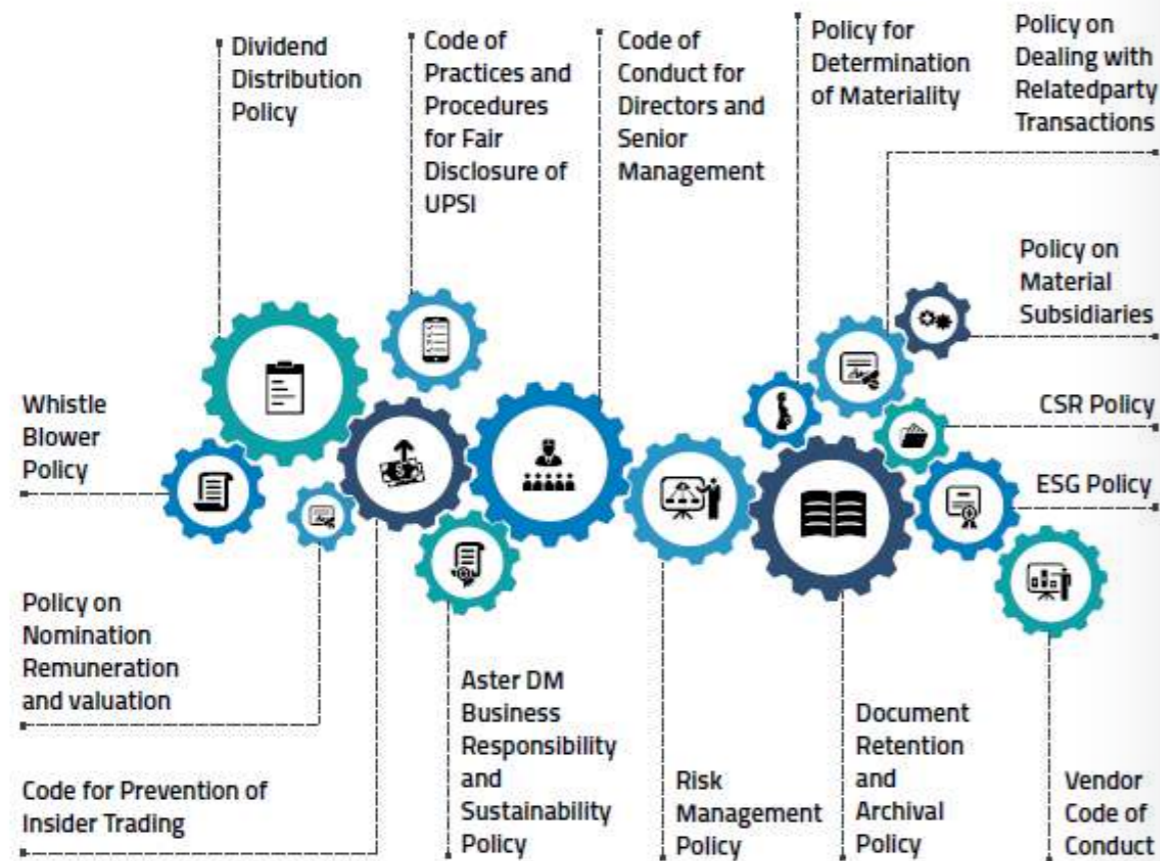 Dividend
Distribution
Policy
Code of
Practices and
Procedures
for Fair
Disclosure of
UPSI
Code of
Conduct for
Directors and
Senior
Management
Policy for
Determination
of Materiality
Policy on
Dealing with
Relatedparty
Transactions
Policy on
Material
Subsidiaries
CSR Policy
ESG Policy
Whistle
Blower
Policy
Policy on
Nomination
Remuneration
and valuation
Code for Prevention of
Insider Trading
Aster DM
Business
Responsibility
and
Sustainability
Policy
Risk
Management
Policy
Document
Retention
and
Archival
Policy
Vendor
Code of
Conduct